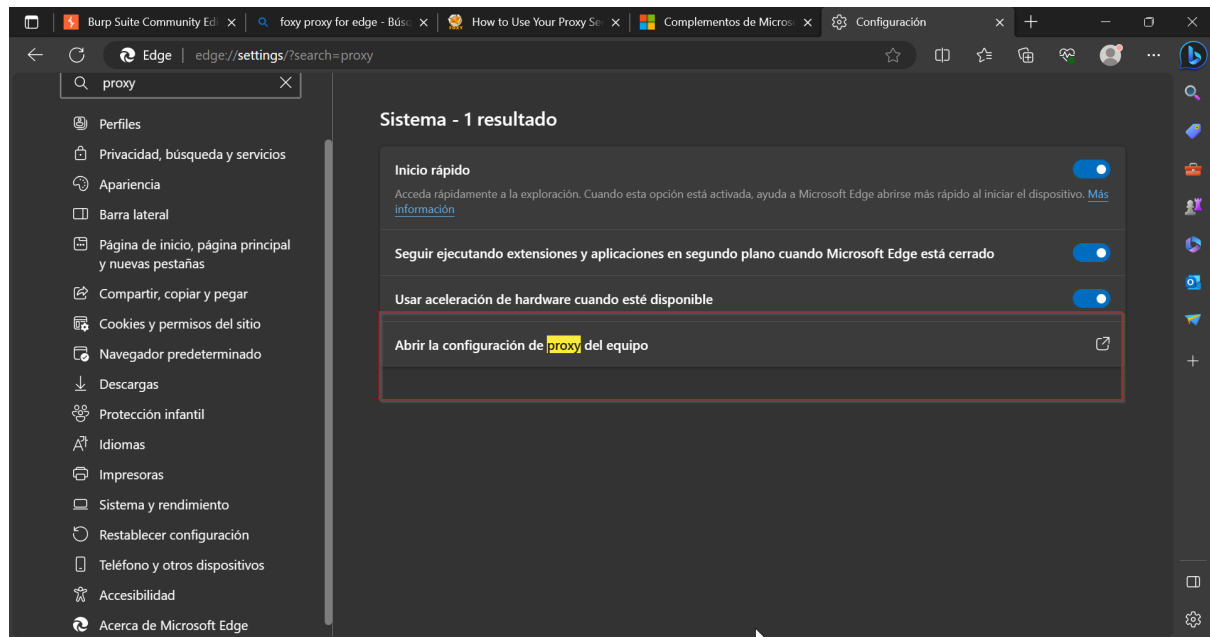 Burp Suite Community Edi
foxy proxy for edge - Búsq
How to Use Your Proxy Se
Complementos de Micros
Configuración
Edge
edge://settings/?search=proxy
proxy
Perfiles
Privacidad, búsqueda y servicios
Apariencia
Barra lateral
Página de inicio, página principal
y nuevas pestañas
Compartir, copiar y pegar
Cookies y permisos del sitio
Navegador predeterminado
Descargas
Protección infantil
Idiomas
Impresoras
Sistema y rendimiento
Restablecer configuración
Teléfono y otros dispositivos
Accesibilidad
Acerca de Microsoft Edge
Sistema - 1 resultado
Inicio rápido
Acceda rápidamente a la exploración. Cuando esta opción está activada, ayuda a Microsoft Edge abrirse más rápido al iniciar el dispositivo. Más
información
Seguir ejecutando extensiones y aplicaciones en segundo plano cuando Microsoft Edge está cerrado
Usar aceleración de hardware cuando esté disponible
Abrir la configuración de proxy del equipo